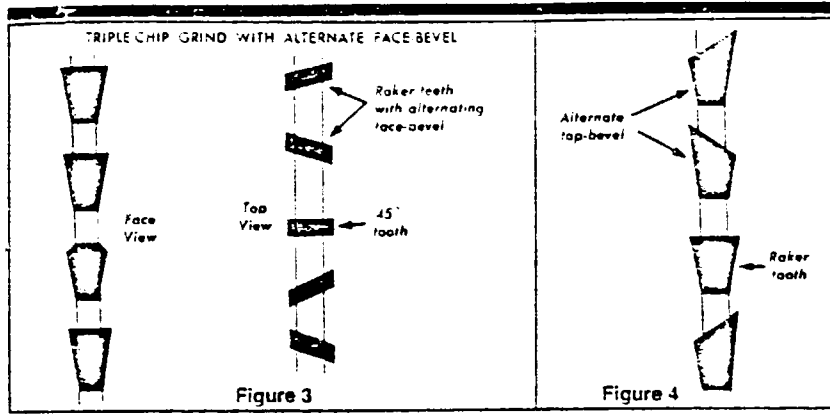 TRIPLE CHIP GRIND WITH ALTERNATE FACE-BEVEL
Face
View
Top
View
Raker teeth
with alternating
face-bevel
45°
tooth
Figure 3
Alternate
top-bevel
Raker
tooth
Figure 4